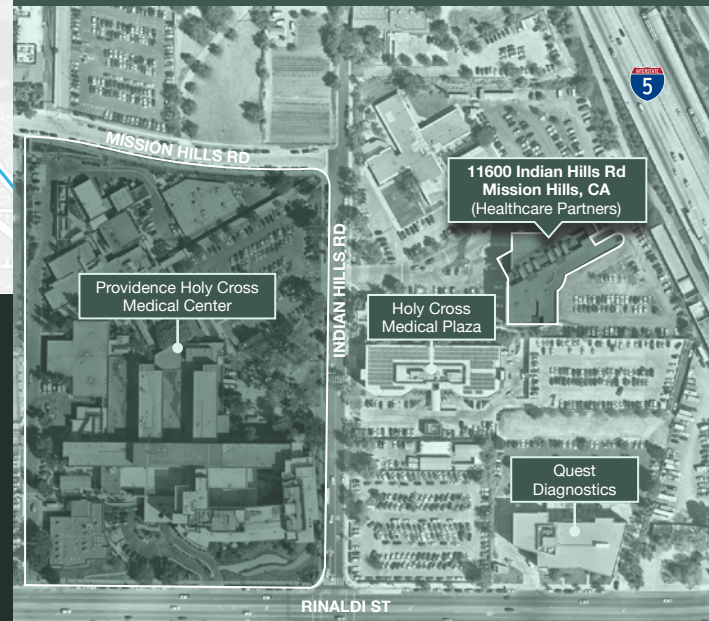 INTERSTATE
5
MISSION HILLS RD
11600 Indian Hills Rd
Mission Hills, CA
(Healthcare Partners)
INDIAN HILLS RD
Providence Holy Cross
Medical Center
Holy Cross
Medical Plaza
Quest
Diagnostics
RINALDI ST